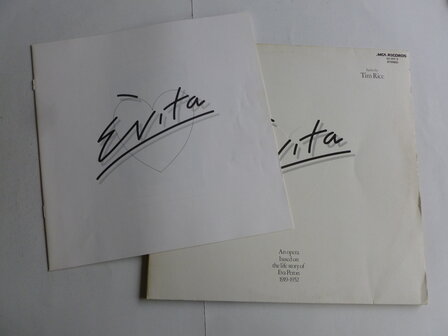 Evita
MCA RECORDS
STEREO
lyrics by
Tim Rice
vita
An opera
based on
the life story of
Eva Peron
1919-1952